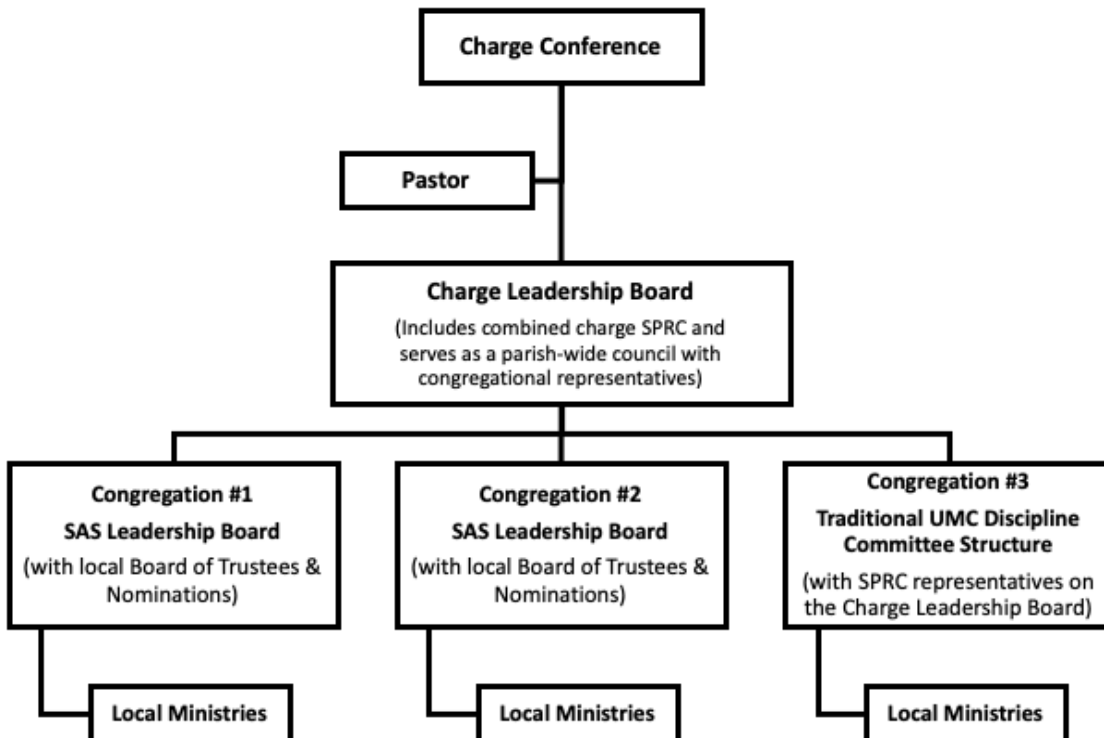 Charge Conference
Pastor
Charge Leadership Board
(Includes combined charge SPRC and
serves as a parish-wide council with
congregational representatives)
Congregation #1
SAS Leadership Board
(with local Board of Trustees &
Nominations)
Congregation #2
SAS Leadership Board
(with local Board of Trustees &
Nominations)
Congregation #3
Traditional UMC Discipline
Committee Structure
(with SPRC representatives on
the Charge Leadership Board)
Local Ministries
Local Ministries
Local Ministries